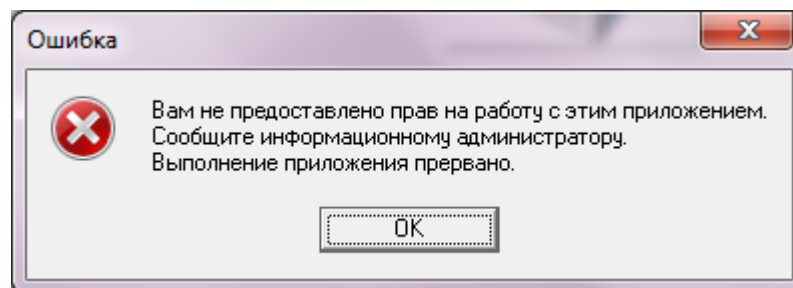 Ошибка
Вам не предоставлено прав на работу с этим приложением.
Сообщите информационному администратору.
Выполнение приложения прервано.
OK